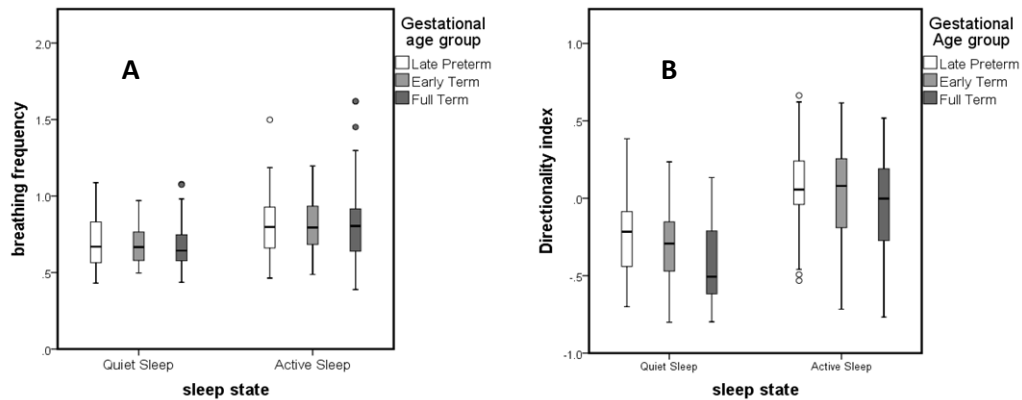 A
breathing frequency
2.0
1.5
1.0
.5
.0
Quiet Sleep
Active Sleep
sleep state
Gestational
age group
Late Preterm
Early Term
Full Term
B
Directionality index
1.0
.5
.0
-.5
-1.0
Quiet Sleep
Active Sleep
sleep state
Gestational
Age group
Late Preterm
Early Term
Full Term